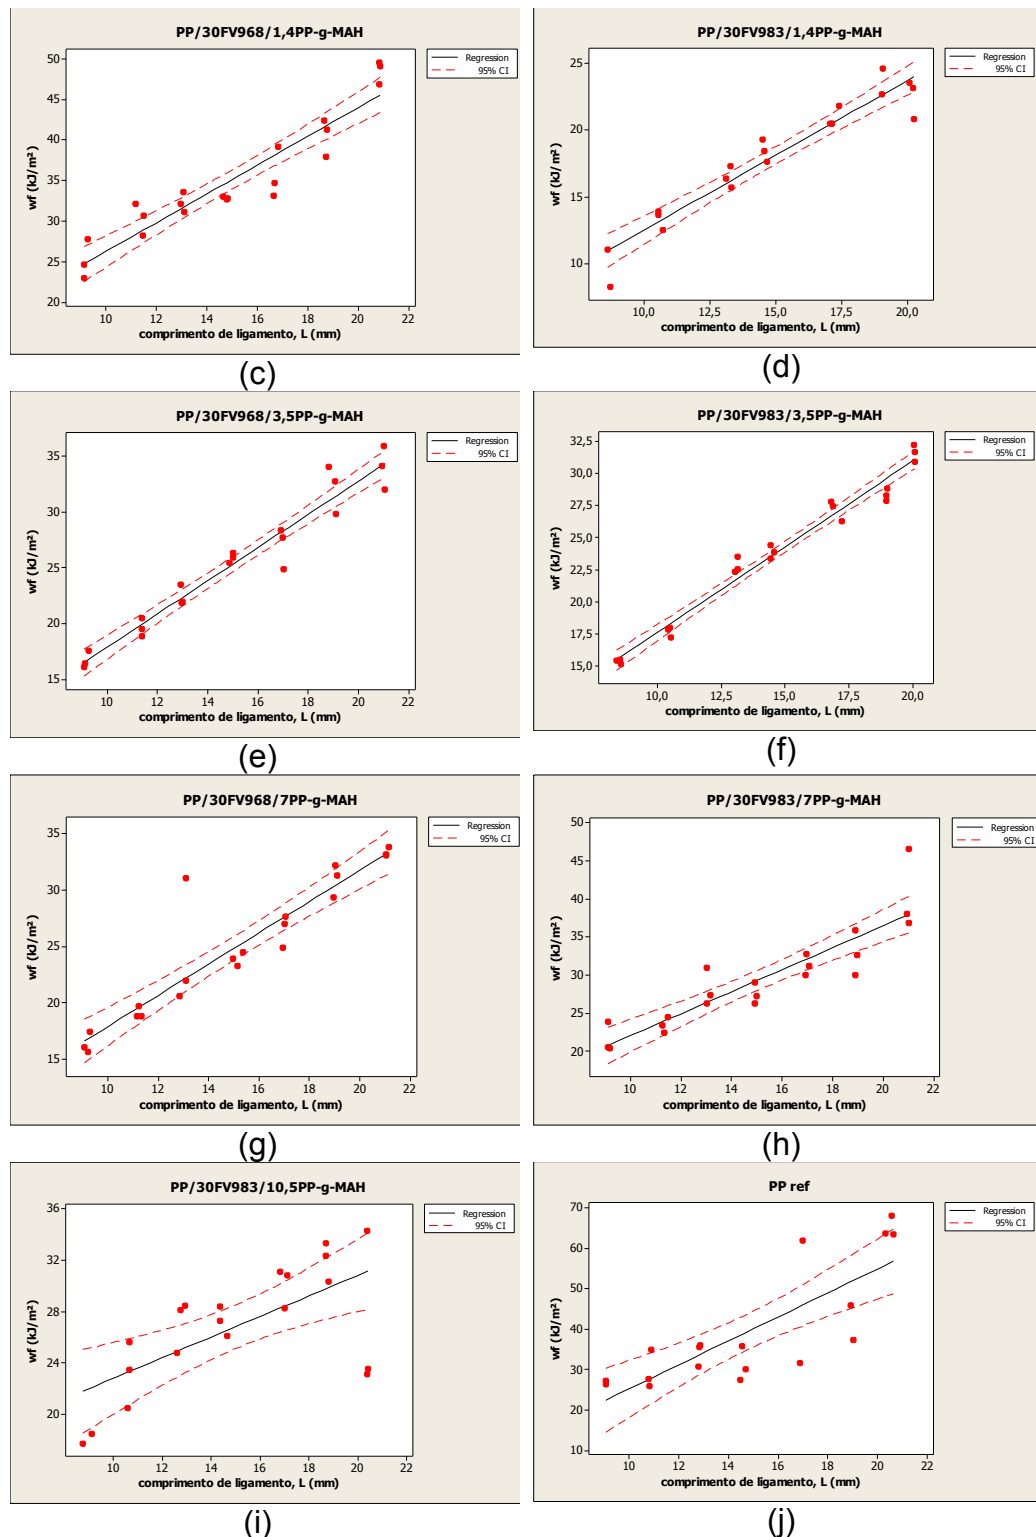 PP/30FV968/1,4PP-g-MAH
Regression
95% CI
50
45
40
35
30
25
20
wf (kJ/m²)
10
12
14
16
18
20
22
comprimento de ligamento, L (mm)
(c)
PP/30FV983/1,4PP-g-MAH
Regression
95% CI
25
20
15
10
wf (kJ/m²)
10,0
12,5
15,0
17,5
20,0
comprimento de ligamento, L (mm)
(d)
PP/30FV968/3,5PP-g-MAH
Regression
95% CI
35
30
25
20
15
wf (kJ/m²)
10
12
14
16
18
20
22
comprimento de ligamento, L (mm)
(e)
PP/30FV983/3,5PP-g-MAH
Regression
95% CI
32,5
30,0
27,5
25,0
22,5
20,0
17,5
15,0
wf (kJ/m²)
10,0
12,5
15,0
17,5
20,0
comprimento de ligamento, L (mm)
(f)
PP/30FV968/7PP-g-MAH
Regression
95% CI
35
30
25
20
15
wf (kJ/m²)
10
12
14
16
18
20
22
comprimento de ligamento, L (mm)
(g)
PP/30FV983/7PP-g-MAH
Regression
95% CI
50
45
40
35
30
25
20
wf (kJ/m²)
10
12
14
16
18
20
22
comprimento de ligamento, L (mm)
(h)
PP/30FV983/10,5PP-g-MAH
Regression
95% CI
36
32
28
24
20
wf (kJ/m²)
10
12
14
16
18
20
22
comprimento de ligamento, L (mm)
(i)
PP ref
Regression
95% CI
70
60
50
40
30
20
10
wf (kJ/m²)
10
12
14
16
18
20
22
comprimento de ligamento, L (mm)
(j)